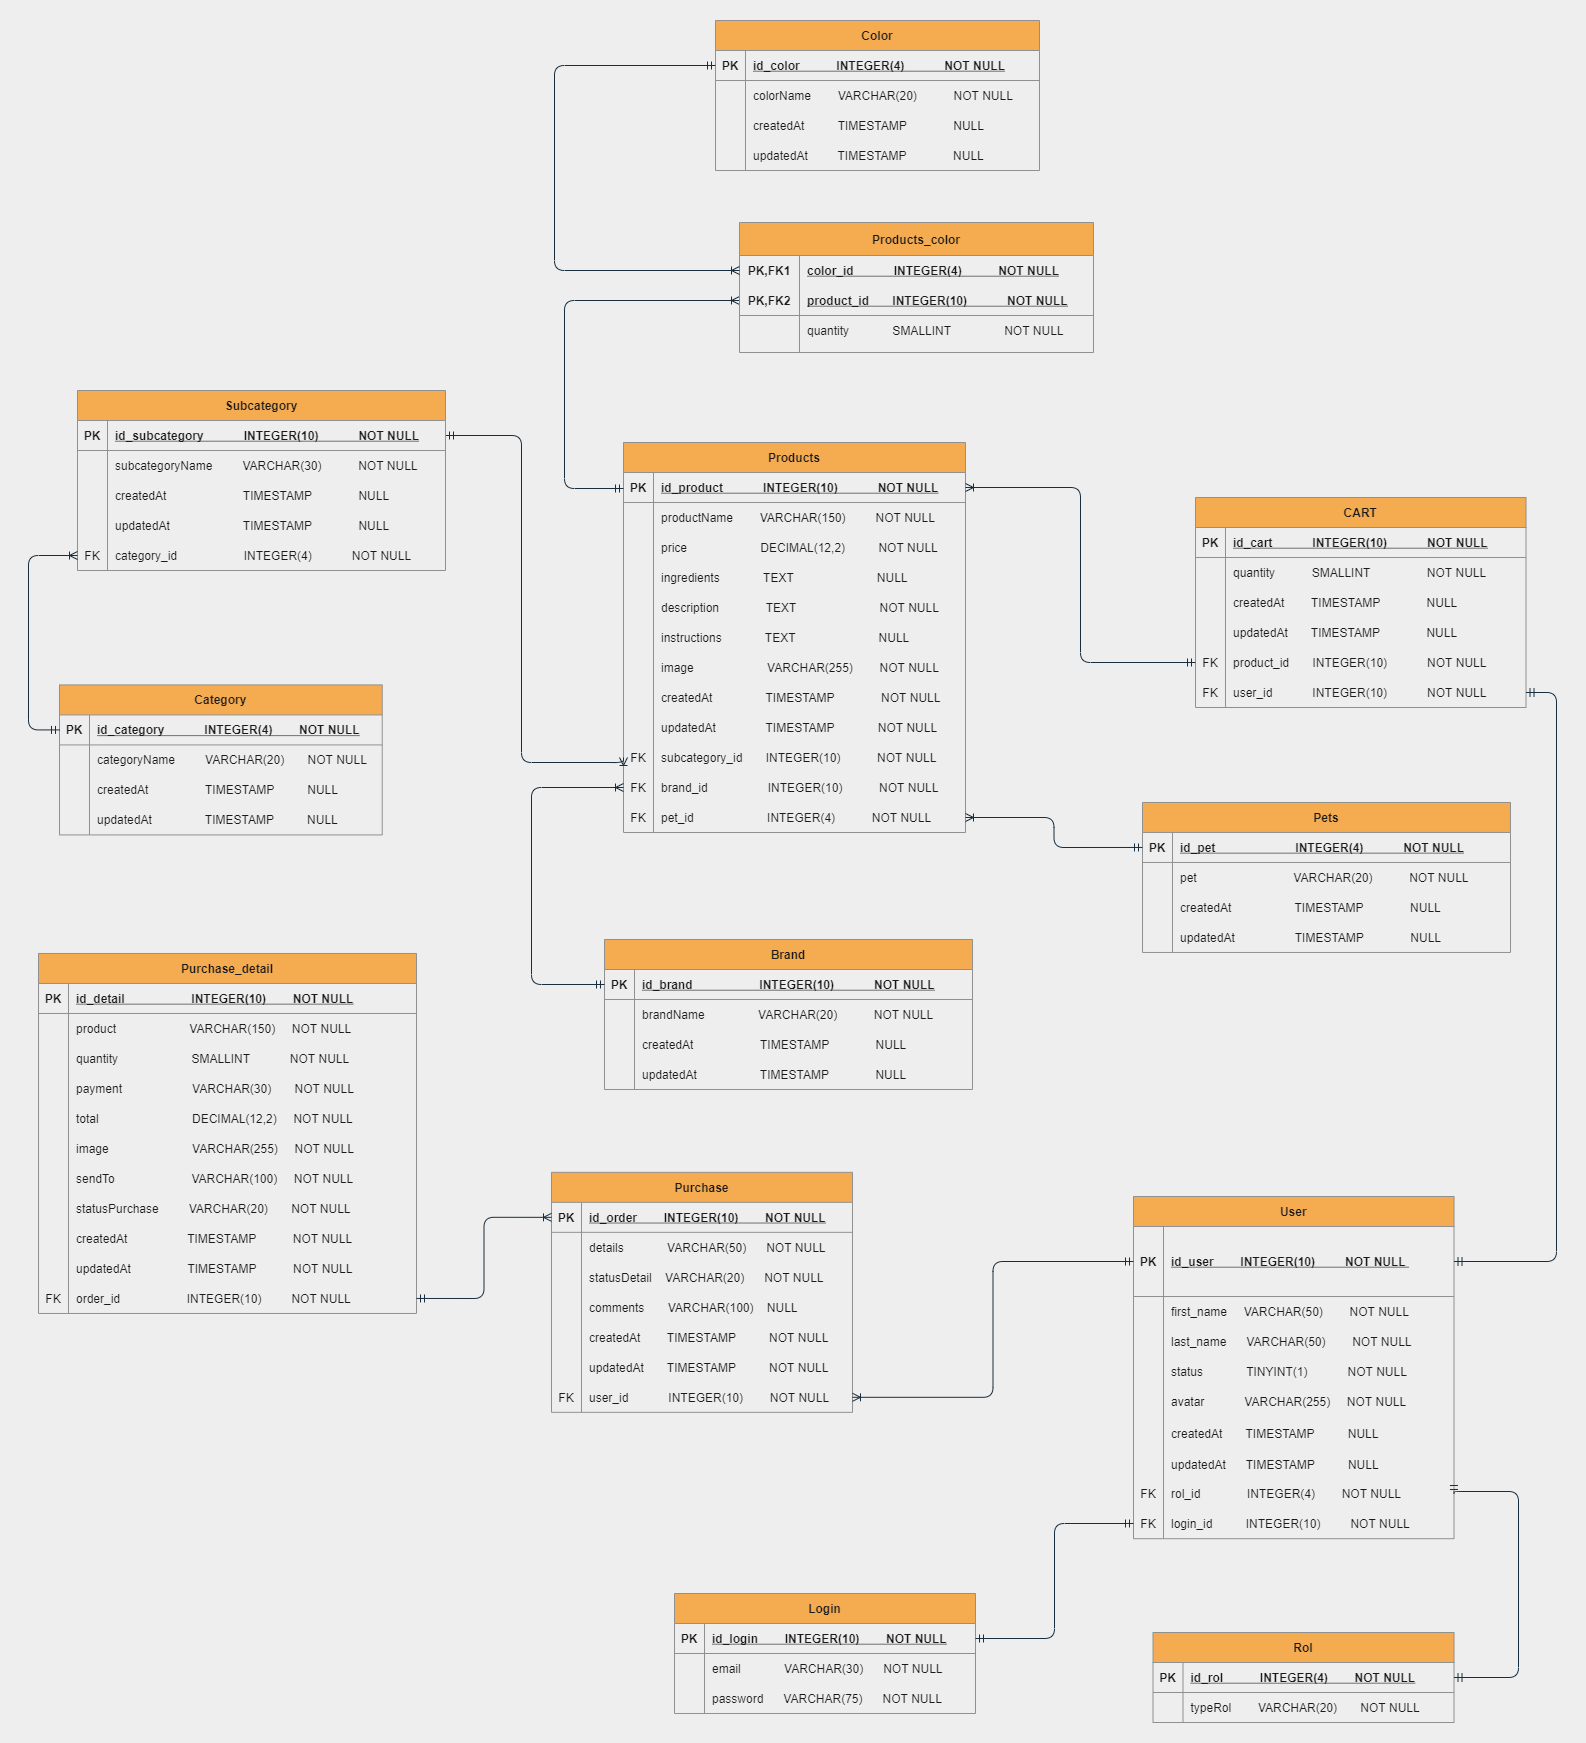 Color
PK id_color INTEGER(4) NOT NULL
colorName VARCHAR(20) NOT NULL
createdAt TIMESTAMP NULL
updatedAt TIMESTAMP NULL
Products_color
PK,FK1 color_id INTEGER(4) NOT NULL
PK,FK2 product_id INTEGER(10) NOT NULL
quantity SMALLINT NOT NULL
Subcategory
PK id_subcategory INTEGER(10) NOT NULL
subcategoryName VARCHAR(30) NOT NULL
createdAt TIMESTAMP NULL
updatedAt TIMESTAMP NULL
FK category_id INTEGER(4) NOT NULL
Products
PK id_product INTEGER(10) NOT NULL
productName VARCHAR(150) NOT NULL
price DECIMAL(12,2) NOT NULL
ingredients TEXT NULL
description TEXT NOT NULL
instructions TEXT NULL
image VARCHAR(255) NOT NULL
createdAt TIMESTAMP NOT NULL
updatedAt TIMESTAMP NOT NULL
FK subcategory_id INTEGER(10) NOT NULL
FK brand_id INTEGER(10) NOT NULL
FK pet_id INTEGER(4) NOT NULL
CART
PK id_cart INTEGER(10) NOT NULL
quantity SMALLINT NOT NULL
createdAt TIMESTAMP NULL
updatedAt TIMESTAMP NULL
FK product_id INTEGER(10) NOT NULL
FK user_id INTEGER(10) NOT NULL
Category
PK id_category INTEGER(4) NOT NULL
categoryName VARCHAR(20) NOT NULL
createdAt TIMESTAMP NULL
updatedAt TIMESTAMP NULL
Pets
PK id_pet INTEGER(4) NOT NULL
pet VARCHAR(20) NOT NULL
createdAt TIMESTAMP NULL
updatedAt TIMESTAMP NULL
Brand
PK id_brand INTEGER(10) NOT NULL
brandName VARCHAR(20) NOT NULL
createdAt TIMESTAMP NULL
updatedAt TIMESTAMP NULL
Purchase_detail
PK id_detail INTEGER(10) NOT NULL
product VARCHAR(150) NOT NULL
quantity SMALLINT NOT NULL
payment VARCHAR(30) NOT NULL
total DECIMAL(12,2) NOT NULL
image VARCHAR(255) NOT NULL
sendTo VARCHAR(100) NOT NULL
statusPurchase VARCHAR(20) NOT NULL
createdAt TIMESTAMP NOT NULL
updatedAt TIMESTAMP NOT NULL
FK order_id INTEGER(10) NOT NULL
Purchase
PK id_order INTEGER(10) NOT NULL
details VARCHAR(50) NOT NULL
statusDetail VARCHAR(20) NOT NULL
comments VARCHAR(100) NULL
createdAt TIMESTAMP NOT NULL
updatedAt TIMESTAMP NOT NULL
FK user_id INTEGER(10) NOT NULL
User
PK id_user INTEGER(10) NOT NULL
first_name VARCHAR(50) NOT NULL
last_name VARCHAR(50) NOT NULL
status TINYINT(1) NOT NULL
avatar VARCHAR(255) NOT NULL
createdAt TIMESTAMP NULL
updatedAt TIMESTAMP NULL
FK rol_id INTEGER(4) NOT NULL
FK login_id INTEGER(10) NOT NULL
Login
PK id_login INTEGER(10) NOT NULL
email VARCHAR(30) NOT NULL
password VARCHAR(75) NOT NULL
Rol
PK id_rol INTEGER(4) NOT NULL
typeRol VARCHAR(20) NOT NULL